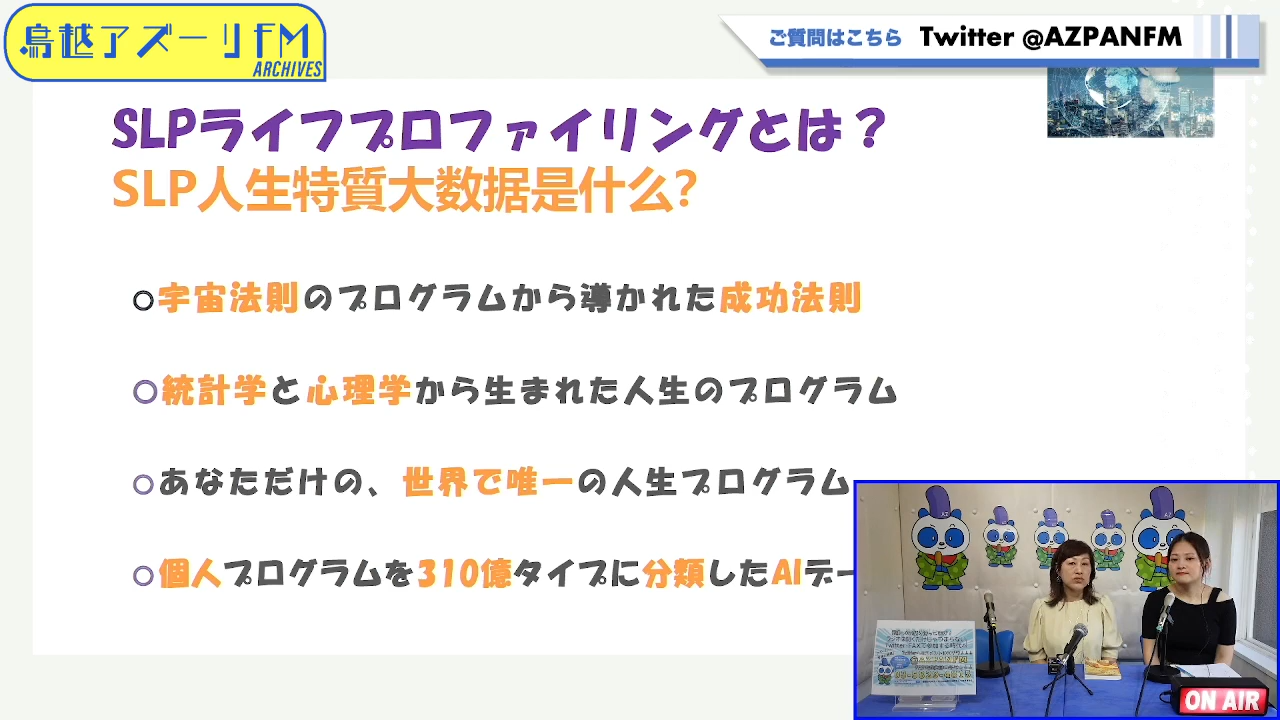 鳥越アズーリFM
ARCHIVES
ご質問はこちら Twitter @AZPANFM
SLPライフプロファイリングとは？
SLP人生特質大数据是什么？
○宇宙法則のプログラムから導かれた成功法則
○統計学と心理学から生まれた人生のプログラム
○あなただけの、世界で唯一の人生プログラム
○個人プログラムを310億タイプに分類したAIデー
ON AIR